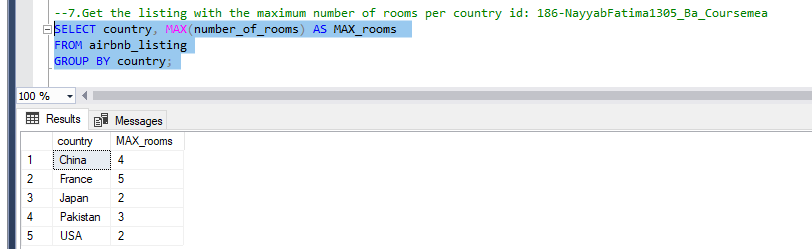 --7.Get the listing with the maximum number of rooms per country id: 186-NayyabFatima1305_Ba_Coursemea
SELECT country, MAX(number_of_rooms) AS MAX_rooms
FROM airbnb_listing
GROUP BY country;
100 %
Results Messages
country MAX_rooms
1 China 4
2 France 5
3 Japan 2
4 Pakistan 3
5 USA 2